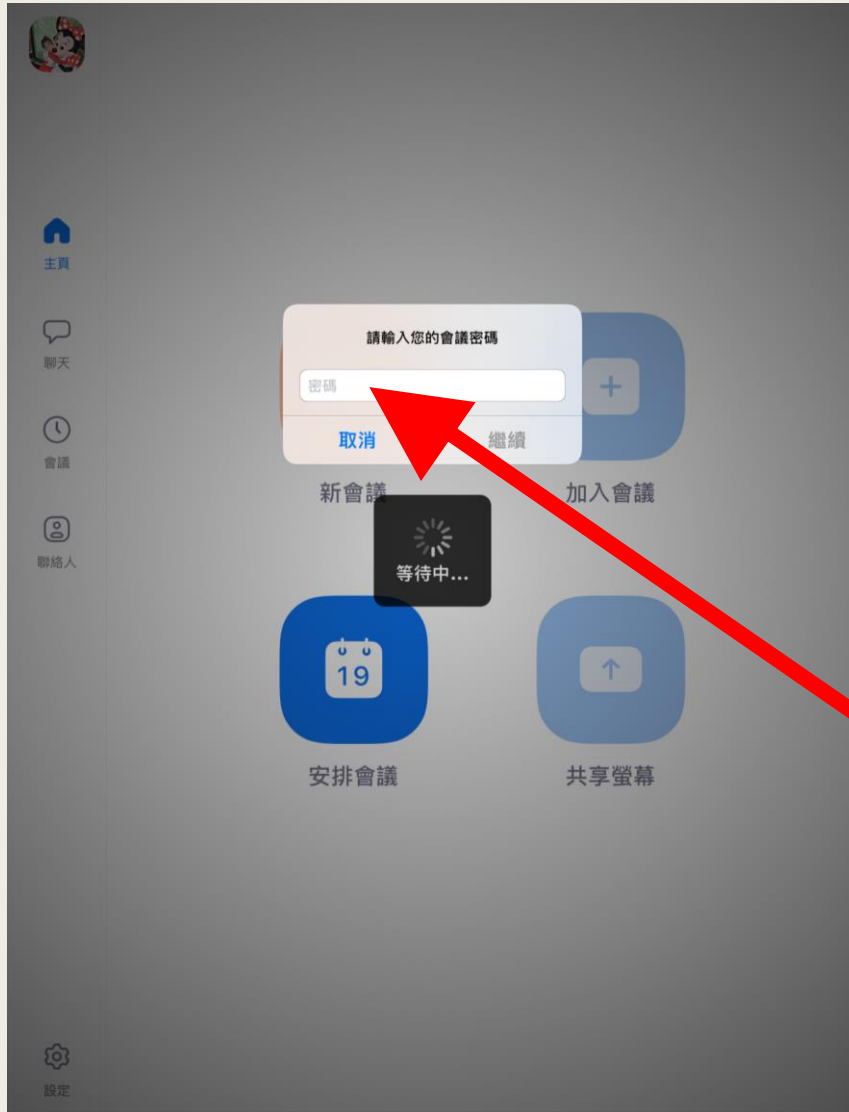 主頁
聊天
會議
聯絡人
請輸入您的會議密碼
密碼
取消
繼續
新會議
加入會議
等待中...
19
安排會議
共享螢幕
設定